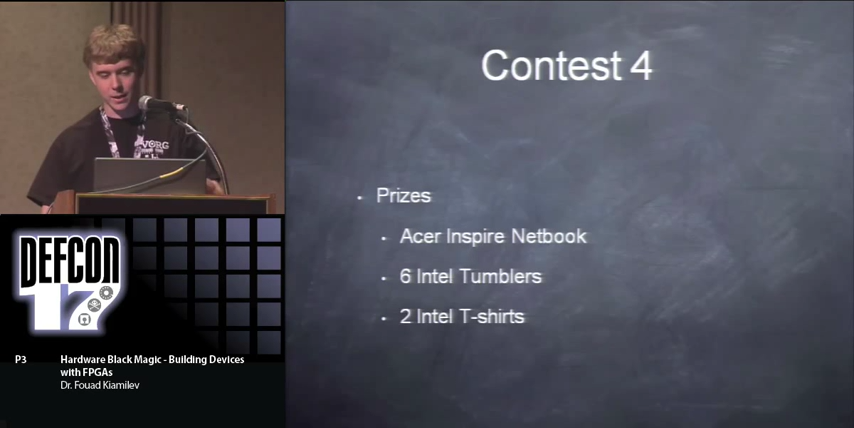 Contest 4
Prizes
Acer Inspire Netbook
6 Intel Tumblers
2 Intel T-shirts
DEFCON
17
P3
Hardware Black Magic - Building Devices
with FPGAs
Dr. Fouad Kiamilev